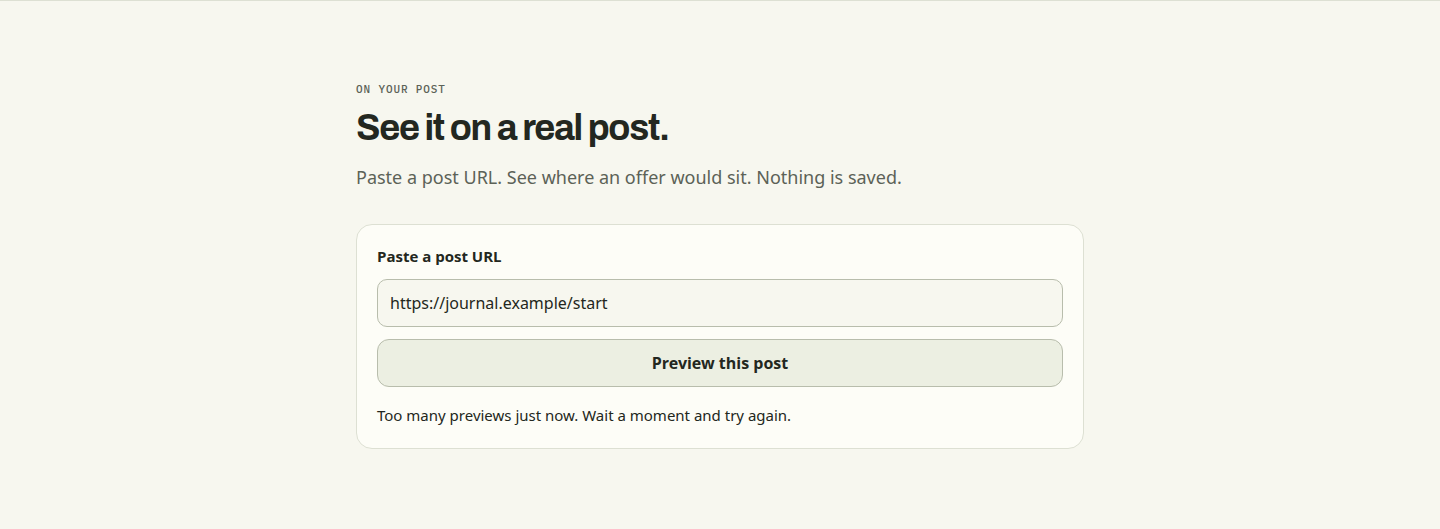 ON YOUR POST
See it on a real post.
Paste a post URL. See where an offer would sit. Nothing is saved.
Paste a post URL
https://journal.example/start
Preview this post
Too many previews just now. Wait a moment and try again.